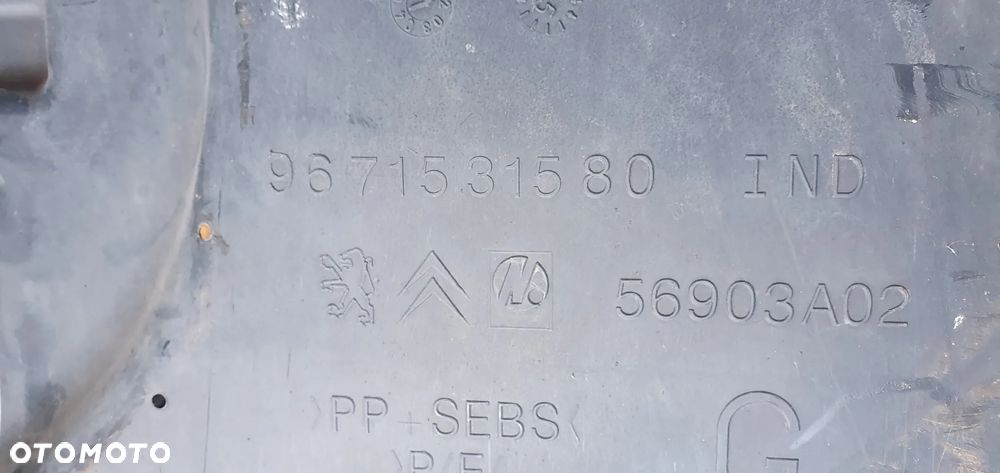 9671531580 IND
56903A02
>PP+SEBS<
G
OTOMOTO